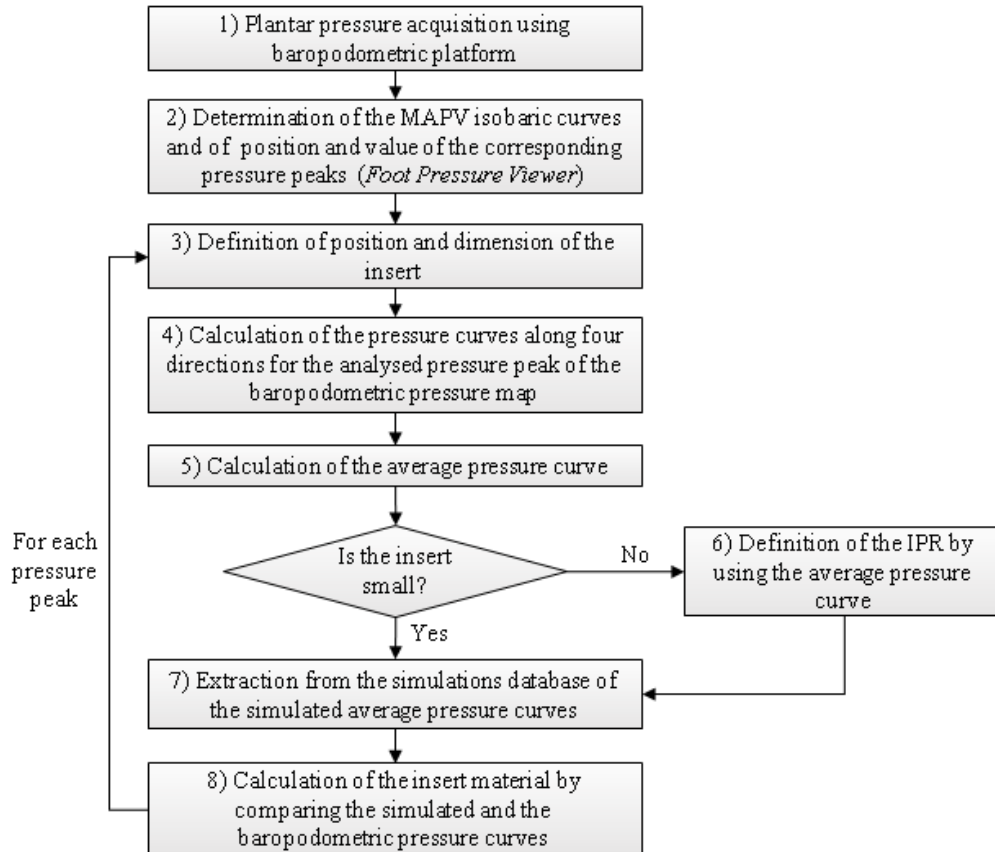 1) Plantar pressure acquisition using
baropodometric platform
2) Determination of the MAPV isobaric curves
and of position and value of the corresponding
pressure peaks (Foot Pressure Viewer)
3) Definition of position and dimension of the
insert
4) Calculation of the pressure curves along four
directions for the analysed pressure peak of the
baropodometric pressure map
5) Calculation of the average pressure curve
For each
pressure
peak
Is the insert
small?
No
6) Definition of the IPR by
using the average pressure
curve
Yes
7) Extraction from the simulations database of
the simulated average pressure curves
8) Calculation of the insert material by
comparing the simulated and the
baropodometric pressure curves